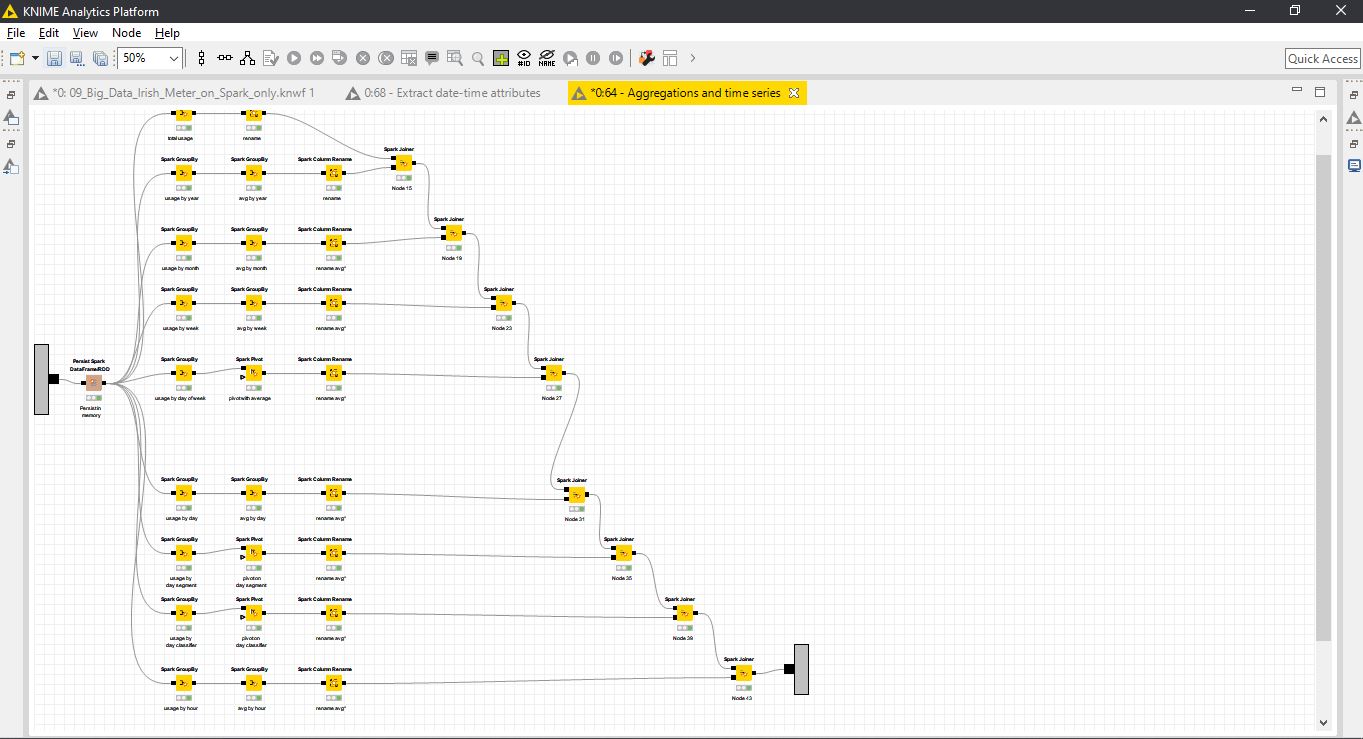 KNIME Analytics Platform
File Edit View Node Help
50%
#ID
NAME
Quick Access
*0: 09_Big_Data_Irish_Meter_on_Spark_only.knwf 1
0:68 - Extract date-time attributes
*0:64 - Aggregations and time series
total usage
rename
Spark Joiner
Node 15
Spark GroupBy
Spark GroupBy
Spark Column Rename
usage by year
avg by year
rename
Spark Joiner
Node 19
Spark GroupBy
Spark GroupBy
Spark Column Rename
usage by month
avg by month
rename avg*
Spark Joiner
Node 23
Spark GroupBy
Spark GroupBy
Spark Column Rename
usage by week
avg by week
rename avg*
Spark Joiner
Node 27
Persist Spark
DataFrame/RDD
Persist in
memory
Spark GroupBy
Spark Pivot
Spark Column Rename
usage by day of week
pivot with average
rename avg*
Spark Joiner
Node 31
Spark GroupBy
Spark GroupBy
Spark Column Rename
usage by day
avg by day
rename avg*
Spark Joiner
Node 35
Spark GroupBy
Spark Pivot
Spark Column Rename
usage by
day segment
pivot on
day segment
rename avg*
Spark Joiner
Node 39
Spark GroupBy
Spark Pivot
Spark Column Rename
usage by
day classifier
pivot on
day classifier
rename avg*
Spark Joiner
Node 43
Spark GroupBy
Spark GroupBy
Spark Column Rename
usage by hour
avg by hour
rename avg*